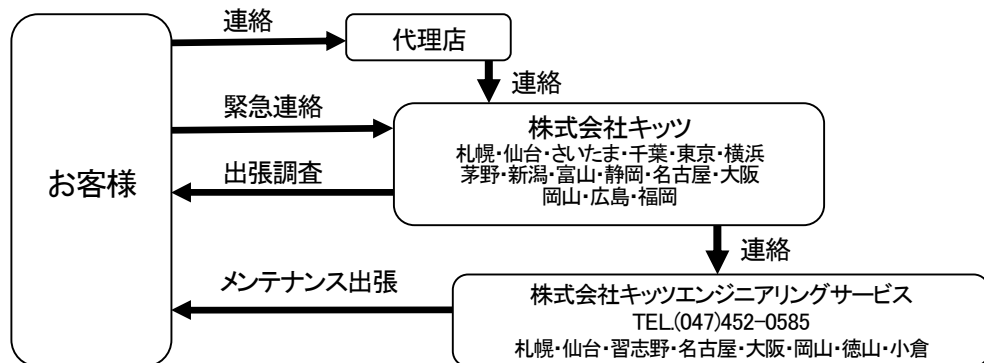 連絡
代理店
連絡
お客様
緊急連絡
株式会社キッツ
札幌・仙台・さいたま・千葉・東京・横浜
茅野・新潟・富山・静岡・名古屋・大阪
岡山・広島・福岡
出張調査
連絡
メンテナンス出張
株式会社キッツエンジニアリングサービス
TEL.(047)452-0585
札幌・仙台・習志野・名古屋・大阪・岡山・徳山・小倉